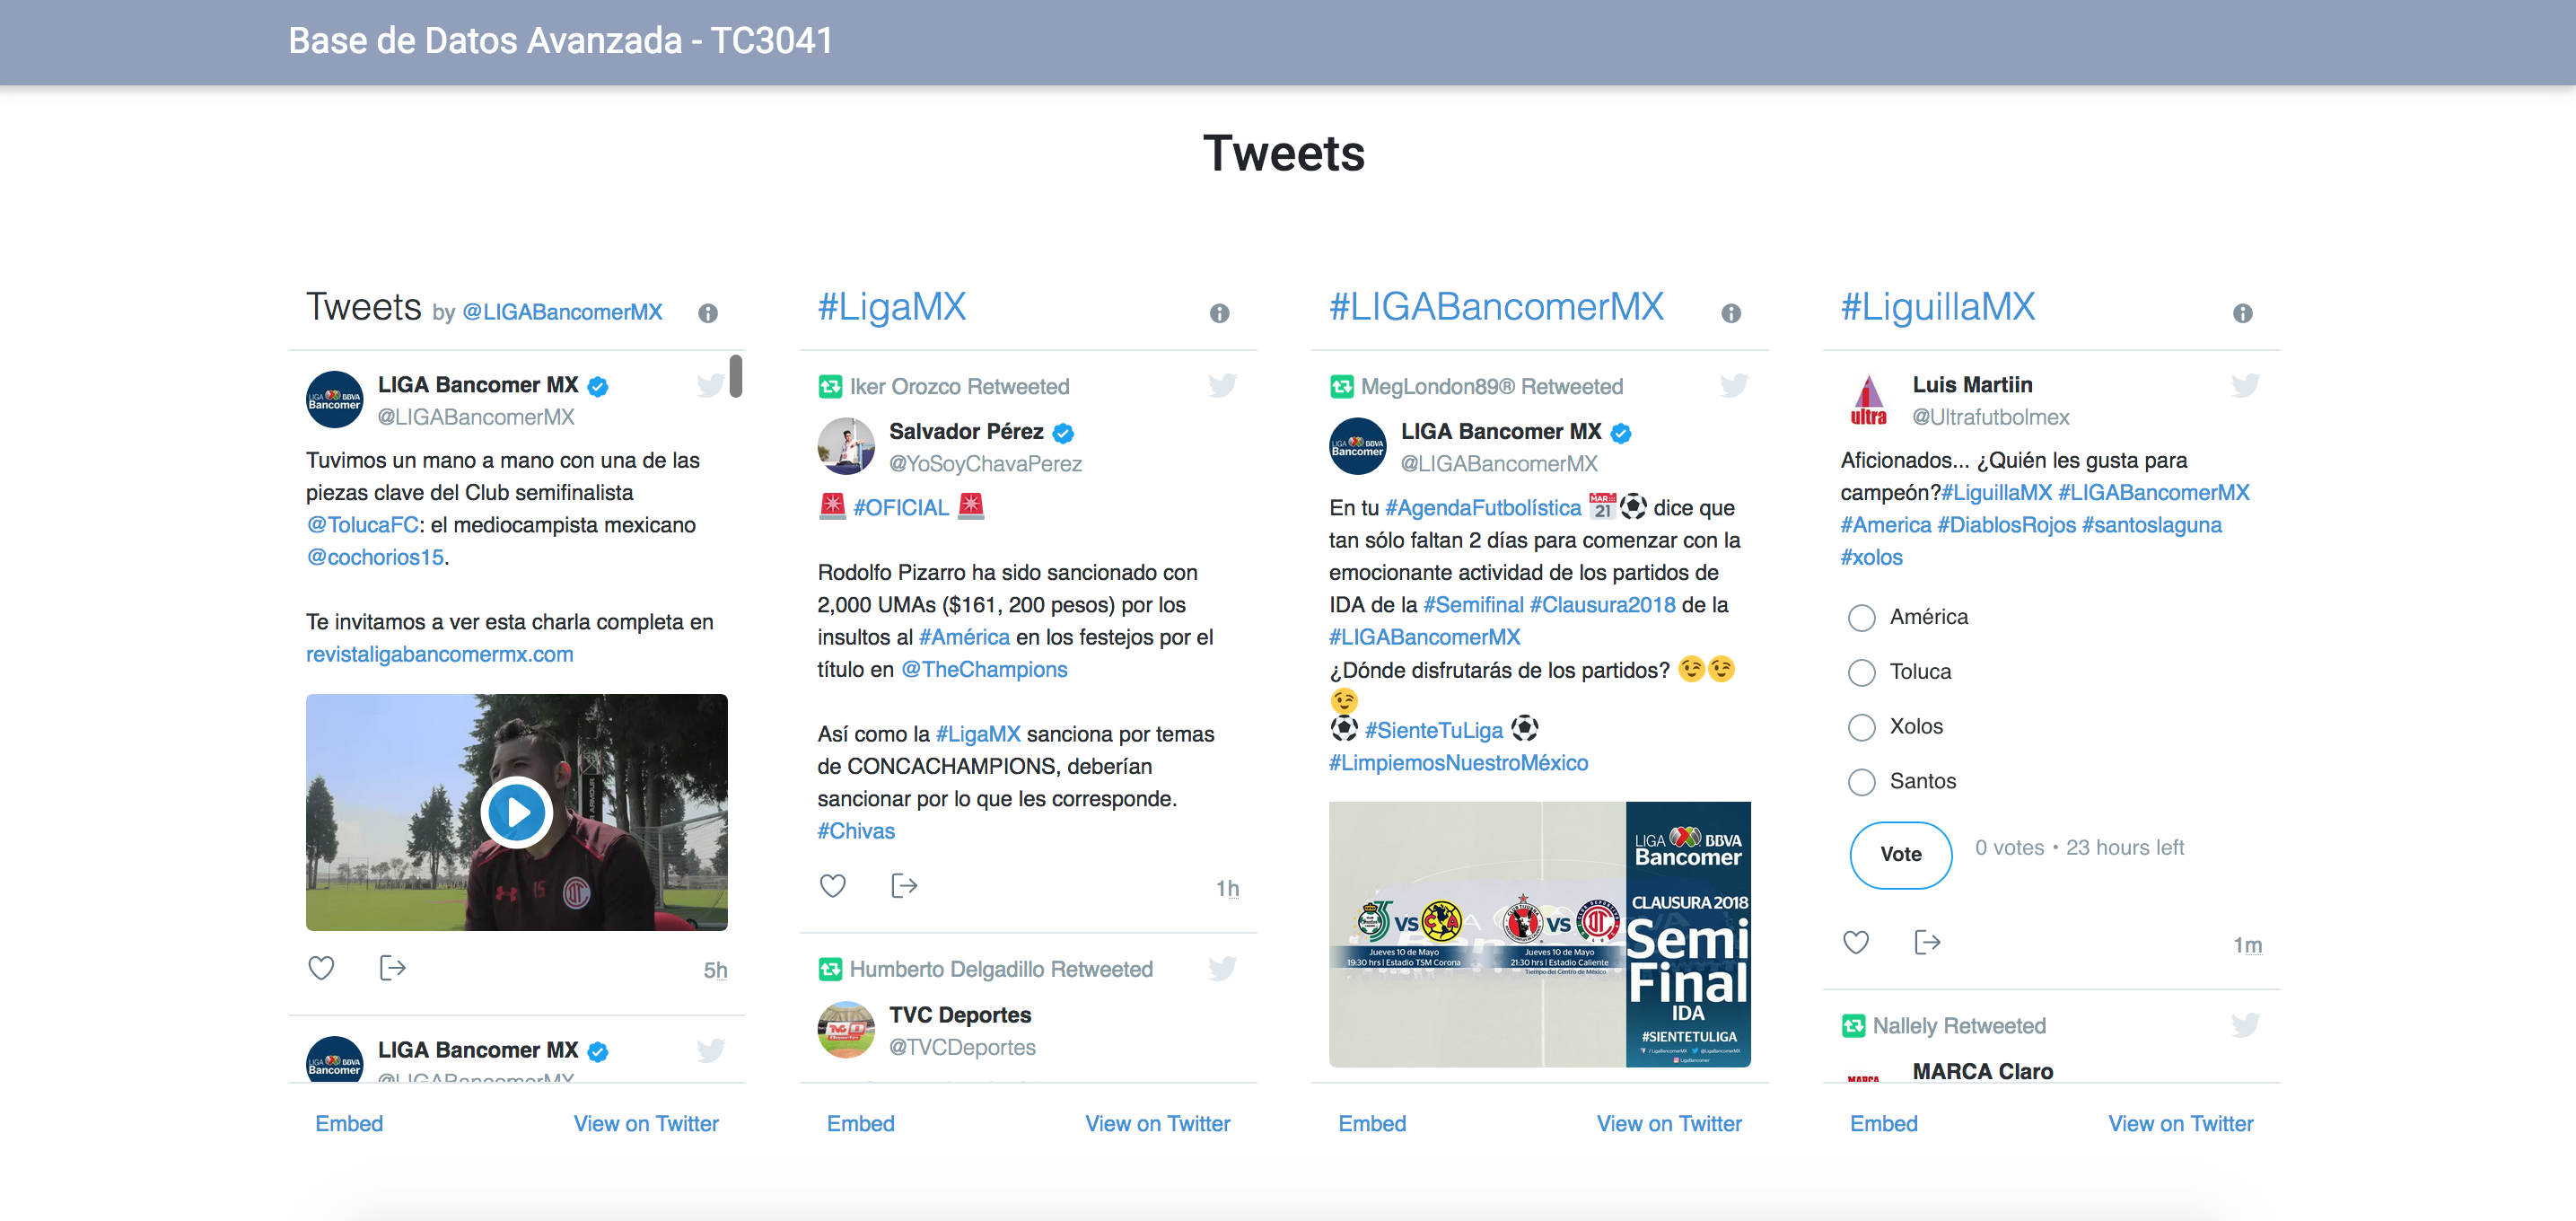 Base de Datos Avanzada - TC3041
Tweets
Tweets by @LIGABancomerMX
LIGA Bancomer MX
@LIGABancomerMX
Tuvimos un mano a mano con una de las
piezas clave del Club semifinalista
@TolucaFC: el mediocampista mexicano
@cochorios15.
Te invitamos a ver esta charla completa en
revistaligabancomermx.com
5h
LIGA Bancomer MX
@LIGABancomerMX
Embed
View on Twitter
#LigaMX
Iker Orozco Retweeted
Salvador Pérez
@YoSoyChavaPerez
🚨 #OFICIAL 🚨
Rodolfo Pizarro ha sido sancionado con
2,000 UMAs ($161, 200 pesos) por los
insultos al #América en los festejos por el
título en @TheChampions
Así como la #LigaMX sanciona por temas
de CONCACHAMPIONS, deberían
sancionar por lo que les corresponde.
#Chivas
1h
Humberto Delgadillo Retweeted
TVC Deportes
@TVCDeportes
Embed
View on Twitter
#LIGABancomerMX
MegLondon89® Retweeted
LIGA Bancomer MX
@LIGABancomerMX
En tu #AgendaFutbolística 📆⚽ dice que
tan sólo faltan 2 días para comenzar con la
emocionante actividad de los partidos de
IDA de la #Semifinal #Clausura2018 de la
#LIGABancomerMX
¿Dónde disfrutarás de los partidos? 😉😉
😉
⚽ #SienteTuLiga ⚽
#LimpiemosNuestroMéxico
LIGA BBVA
Bancomer
CLAUSURA 2018
Semi
Final
IDA
#SIENTETULIGA
VS
Jueves 10 de Mayo
19:30 hrs | Estadio TSM Corona
VS
Jueves 10 de Mayo
21:30 hrs | Estadio Caliente
Tiempo del Centro de México
Embed
View on Twitter
#LiguillaMX
ultra
Luis Martiin
@Ultrafutbolmex
Aficionados... ¿Quién les gusta para
campeón?#LiguillaMX #LIGABancomerMX
#America #DiablosRojos #santoslaguna
#xolos
América
Toluca
Xolos
Santos
Vote
0 votes • 23 hours left
1m
Nallely Retweeted
MARCA Claro
Embed
View on Twitter